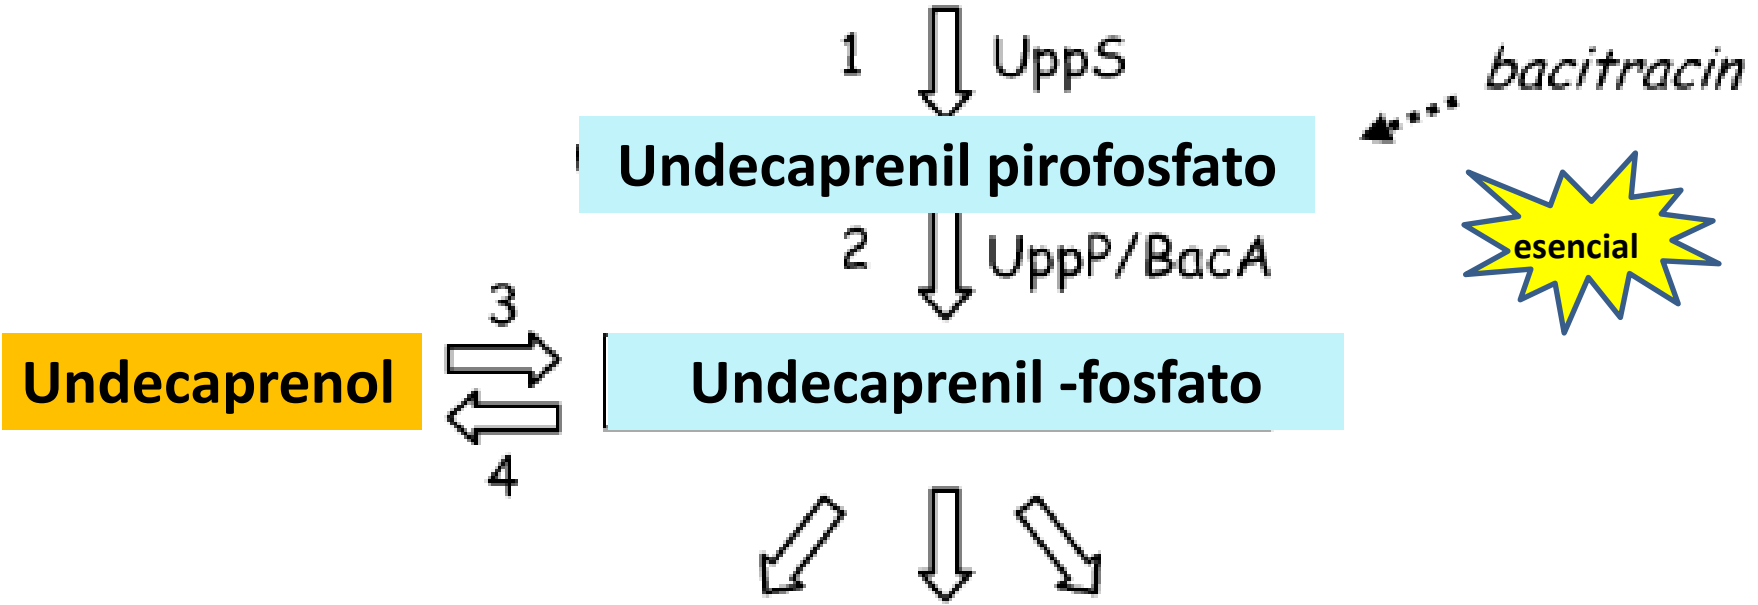 1
UppS
bacitracin
Undecaprenil pirofosfato
2
UppP/BacA
esencial
3
Undecaprenol
Undecaprenil -fosfato
4